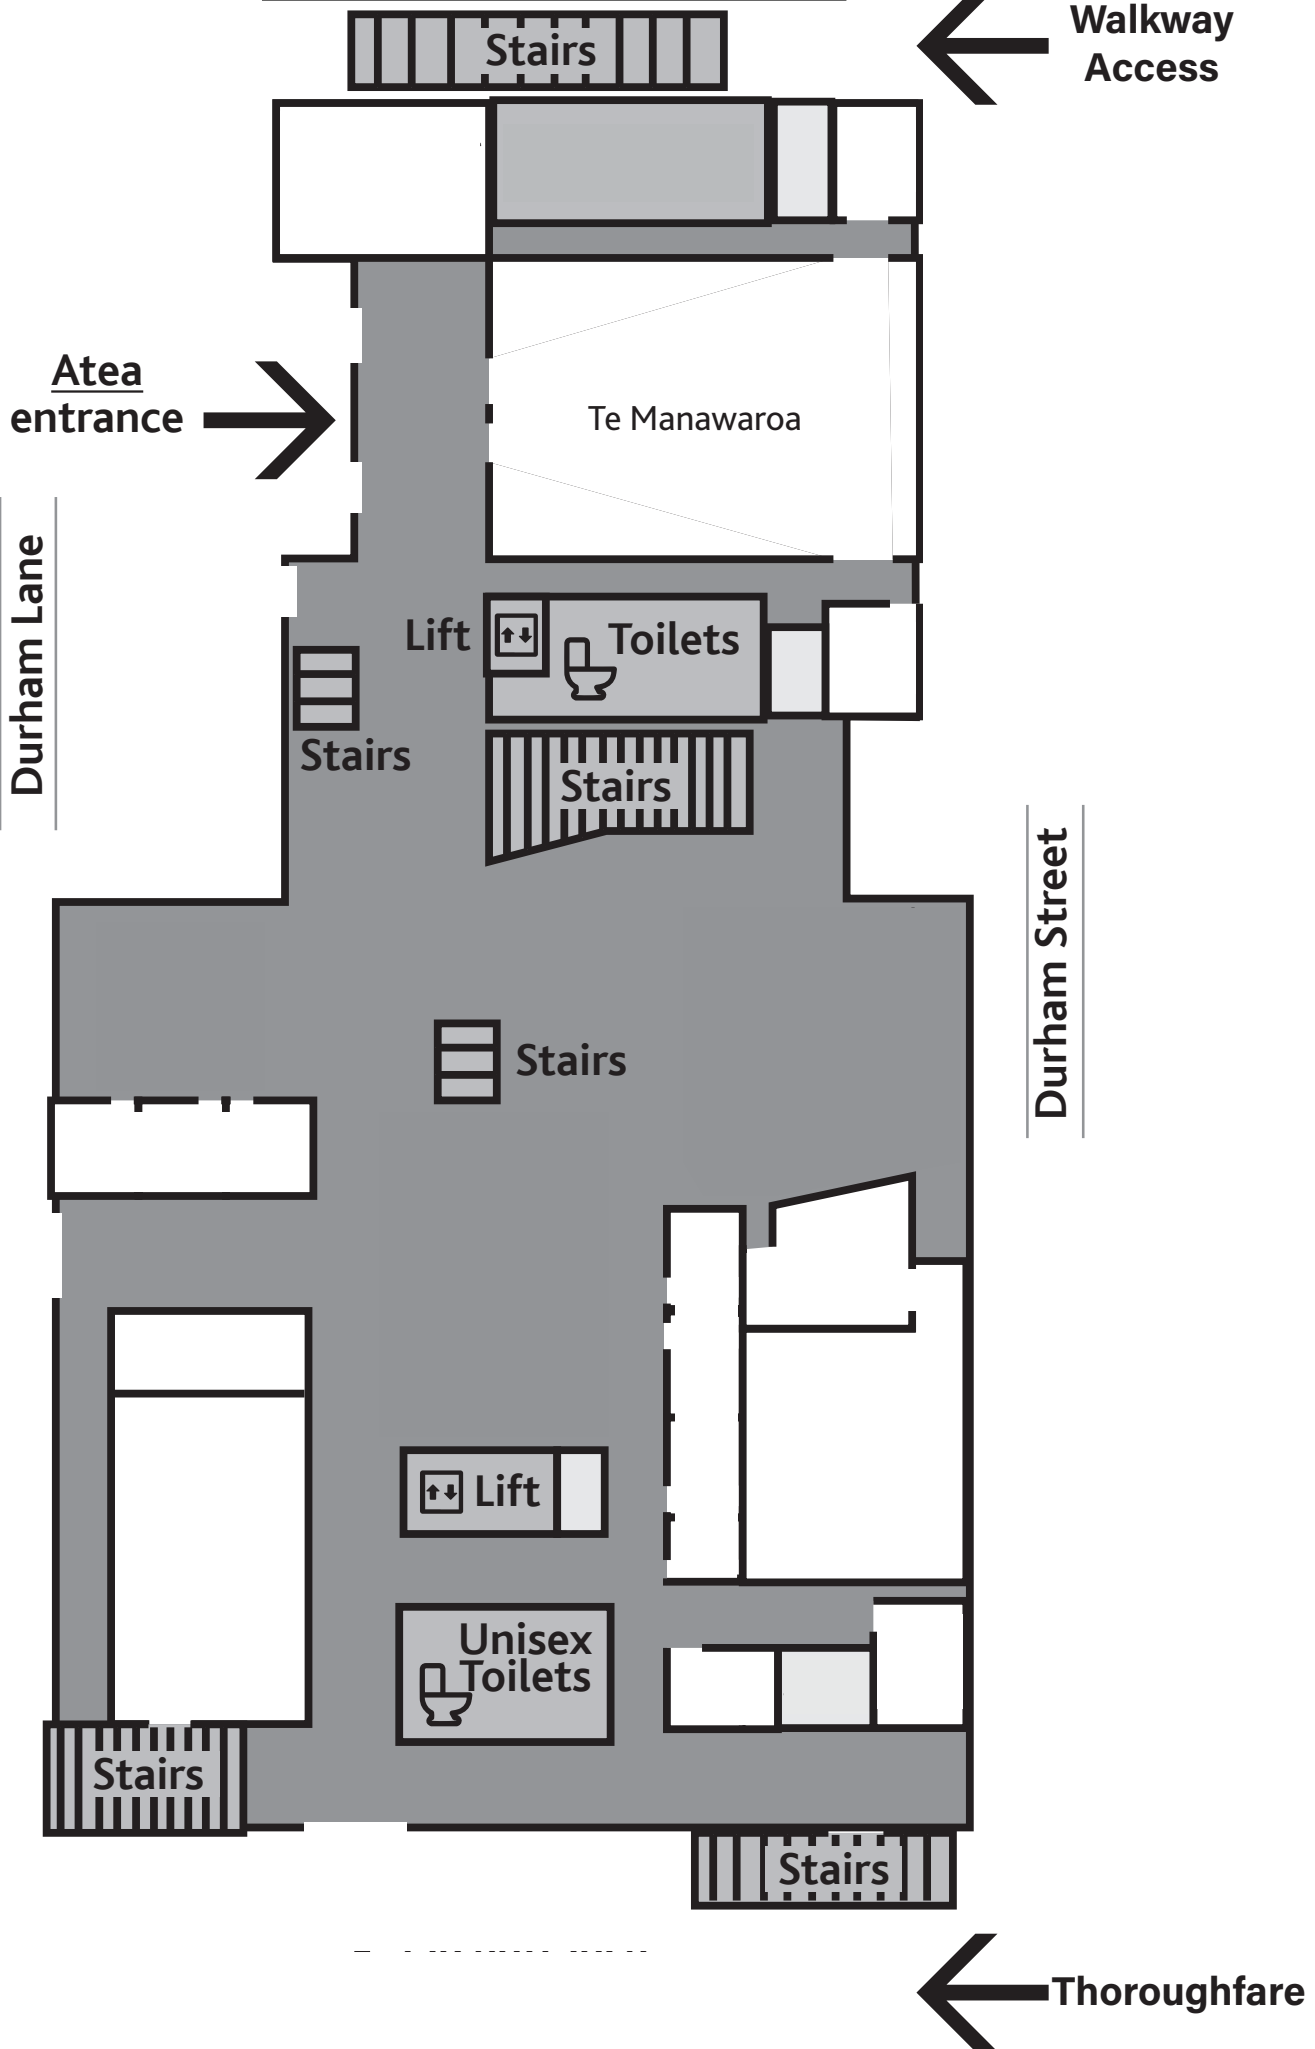 Walkway
Access
Stairs
Atea
entrance
Te Manawaroa
Durham Lane
Lift
Toilets
Stairs
Stairs
Durham Street
Stairs
Lift
Unisex
Toilets
Stairs
Stairs
Thoroughfare